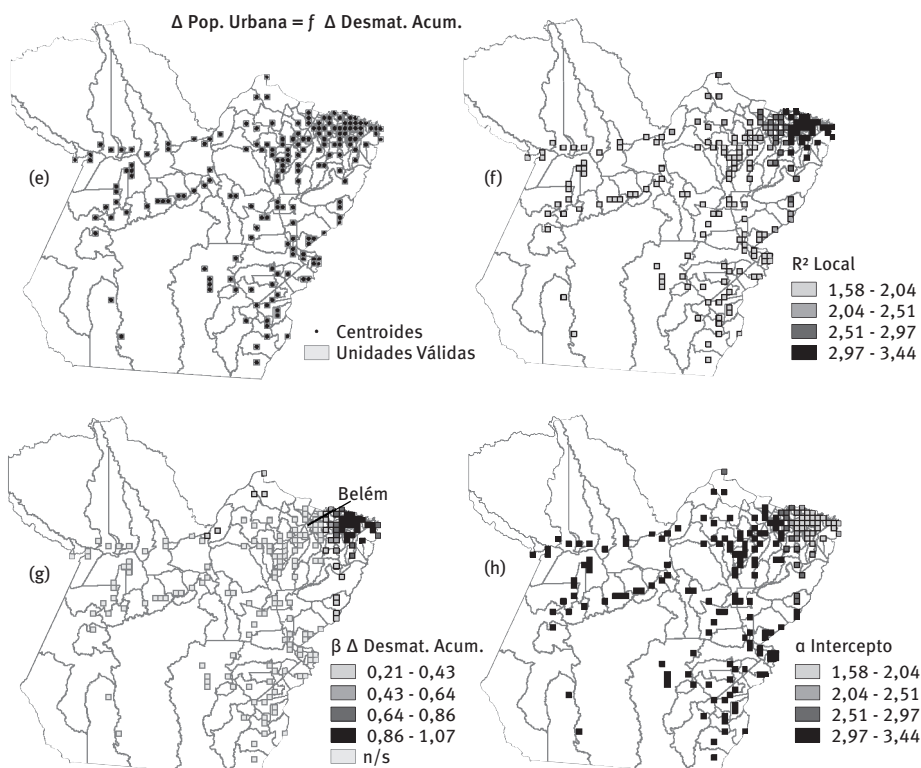 Δ Pop. Urbana = ƒ Δ Desmat. Acum.
(e)
• Centroides
Unidades Válidas
(f)
R² Local
1,58 - 2,04
2,04 - 2,51
2,51 - 2,97
2,97 - 3,44
(g)
Belém
β Δ Desmat. Acum.
0,21 - 0,43
0,43 - 0,64
0,64 - 0,86
0,86 - 1,07
n/s
(h)
α Intercepto
1,58 - 2,04
2,04 - 2,51
2,51 - 2,97
2,97 - 3,44